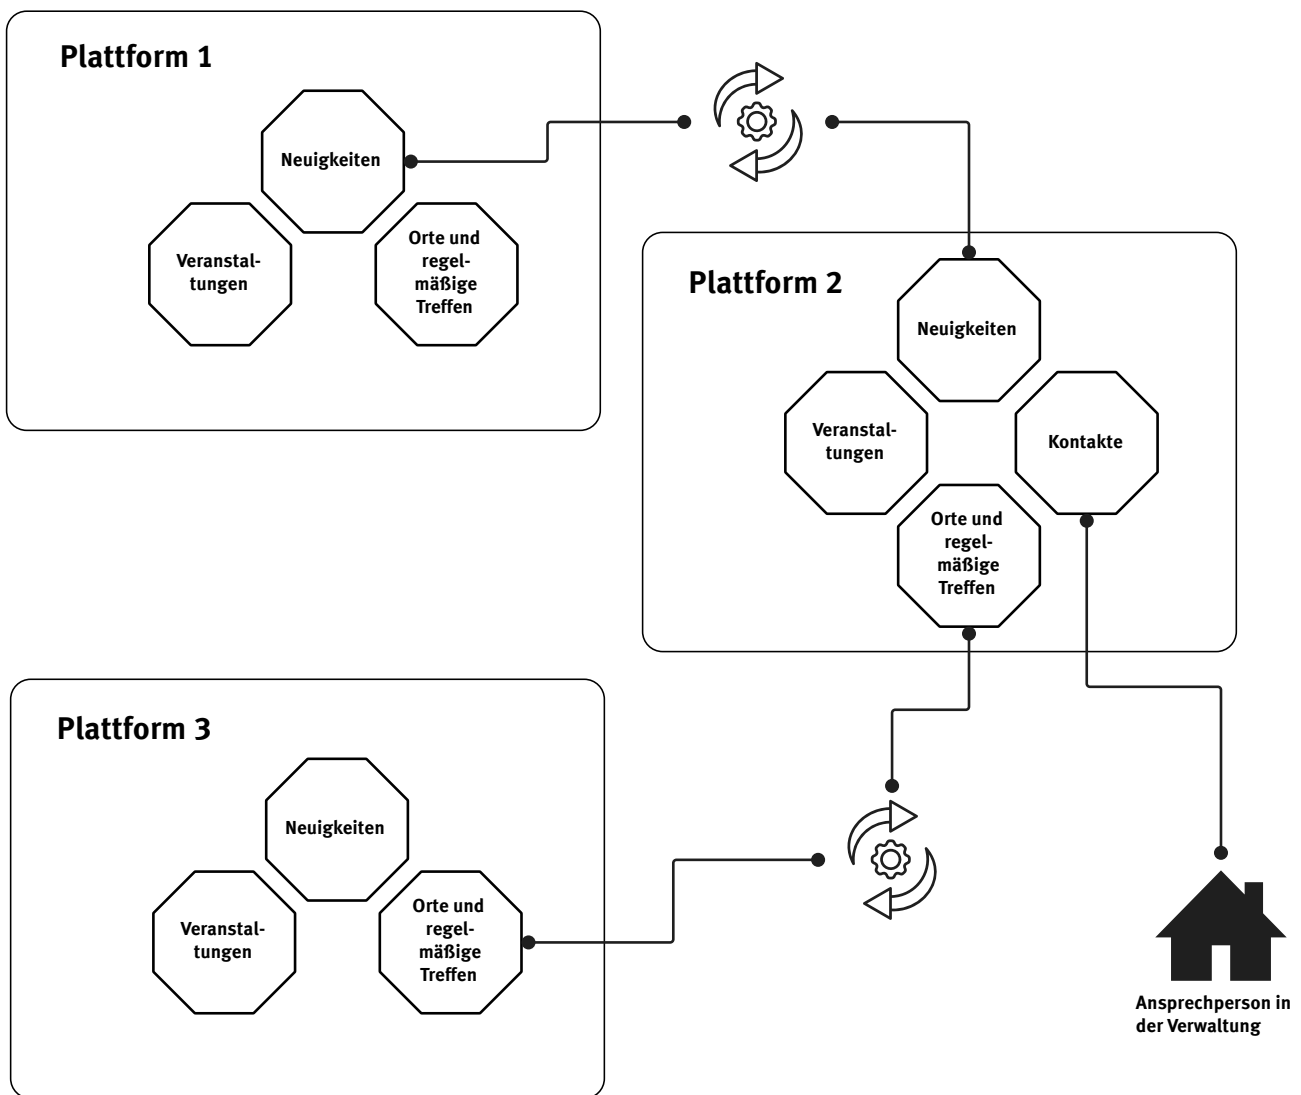 Plattform 1
Neuigkeiten
Veranstal-
tungen
Orte und
regel-
mäßige
Treffen
Plattform 2
Neuigkeiten
Veranstal-
tungen
Kontakte
Orte und
regel-
mäßige
Treffen
Plattform 3
Neuigkeiten
Veranstal-
tungen
Orte und
regel-
mäßige
Treffen
Ansprechperson in
der Verwaltung